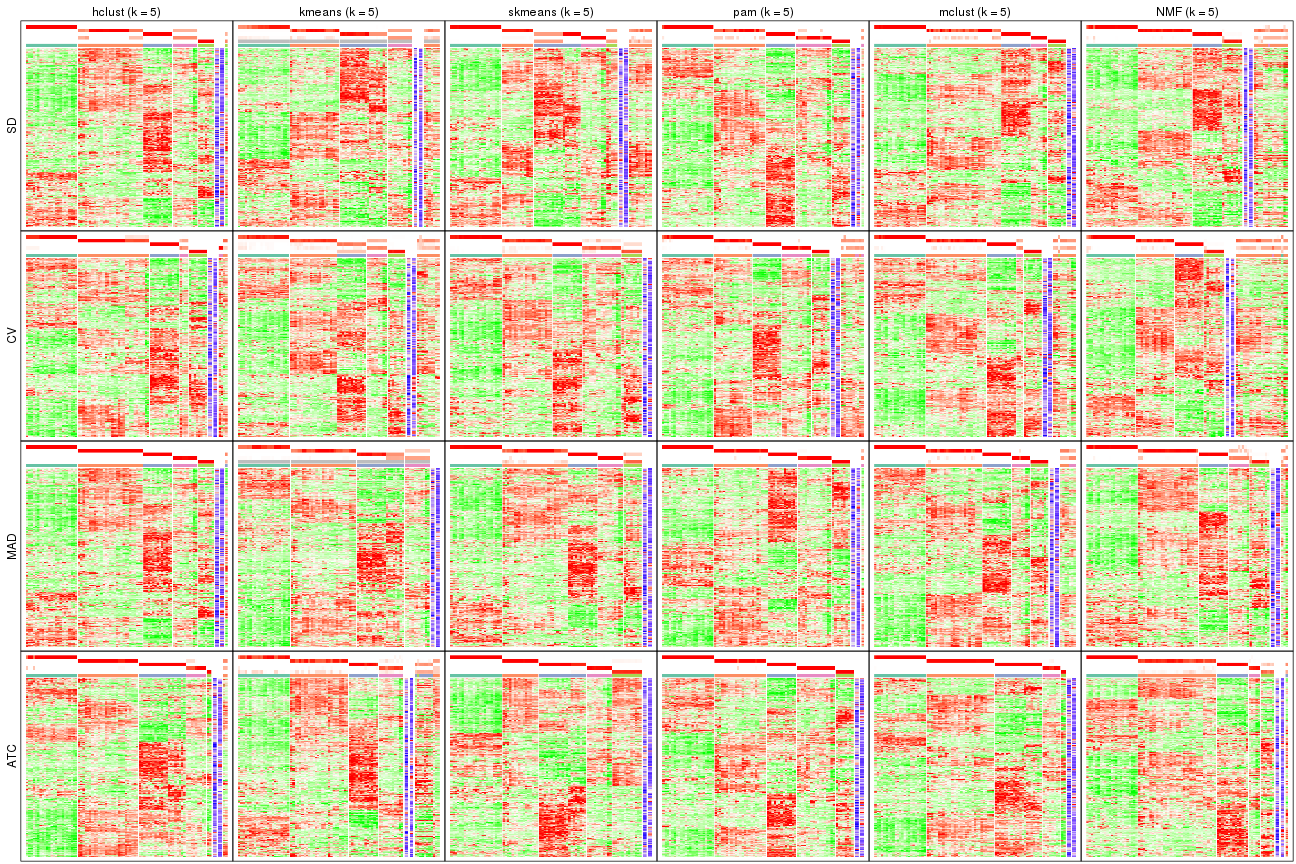 hclust (k = 5) kmeans (k = 5) skmeans (k = 5) pam (k = 5) mclust (k = 5) NMF (k = 5)
SD
CV
MAD
ATC